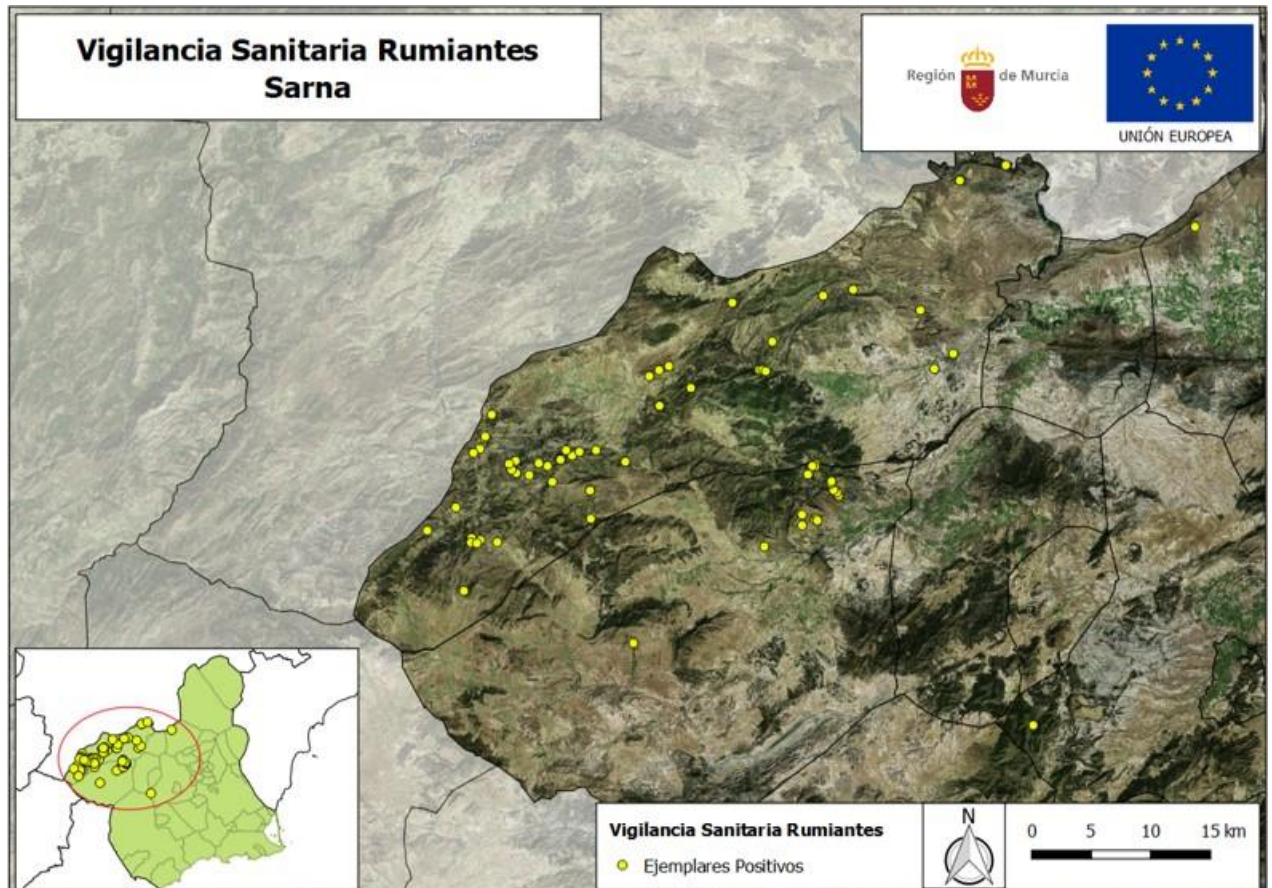 Vigilancia Sanitaria Rumiantes
Sarna
Región de Murcia
UNIÓN EUROPEA
Vigilancia Sanitaria Rumiantes
Ejemplares Positivos
N
0 5 10 15 km